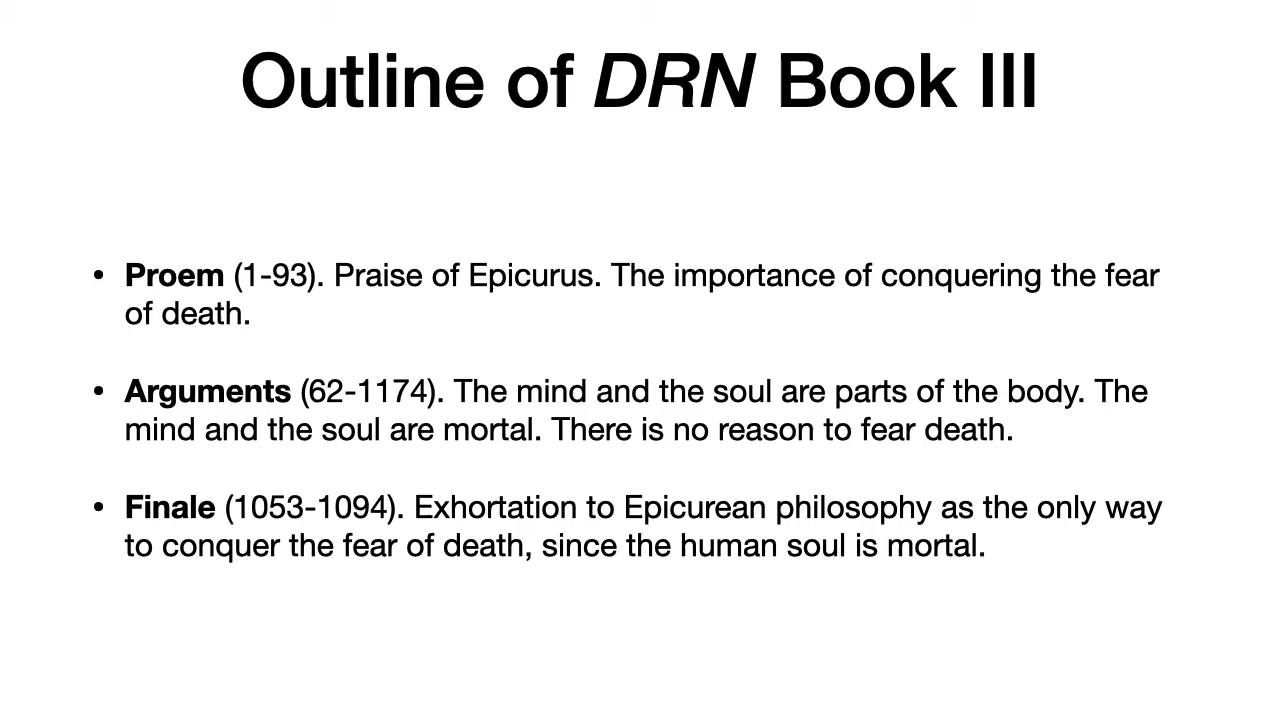 Outline of DRN Book III
• Proem (1-93). Praise of Epicurus. The importance of conquering the fear
of death.
• Arguments (62-1174). The mind and the soul are parts of the body. The
mind and the soul are mortal. There is no reason to fear death.
• Finale (1053-1094). Exhortation to Epicurean philosophy as the only way
to conquer the fear of death, since the human soul is mortal.